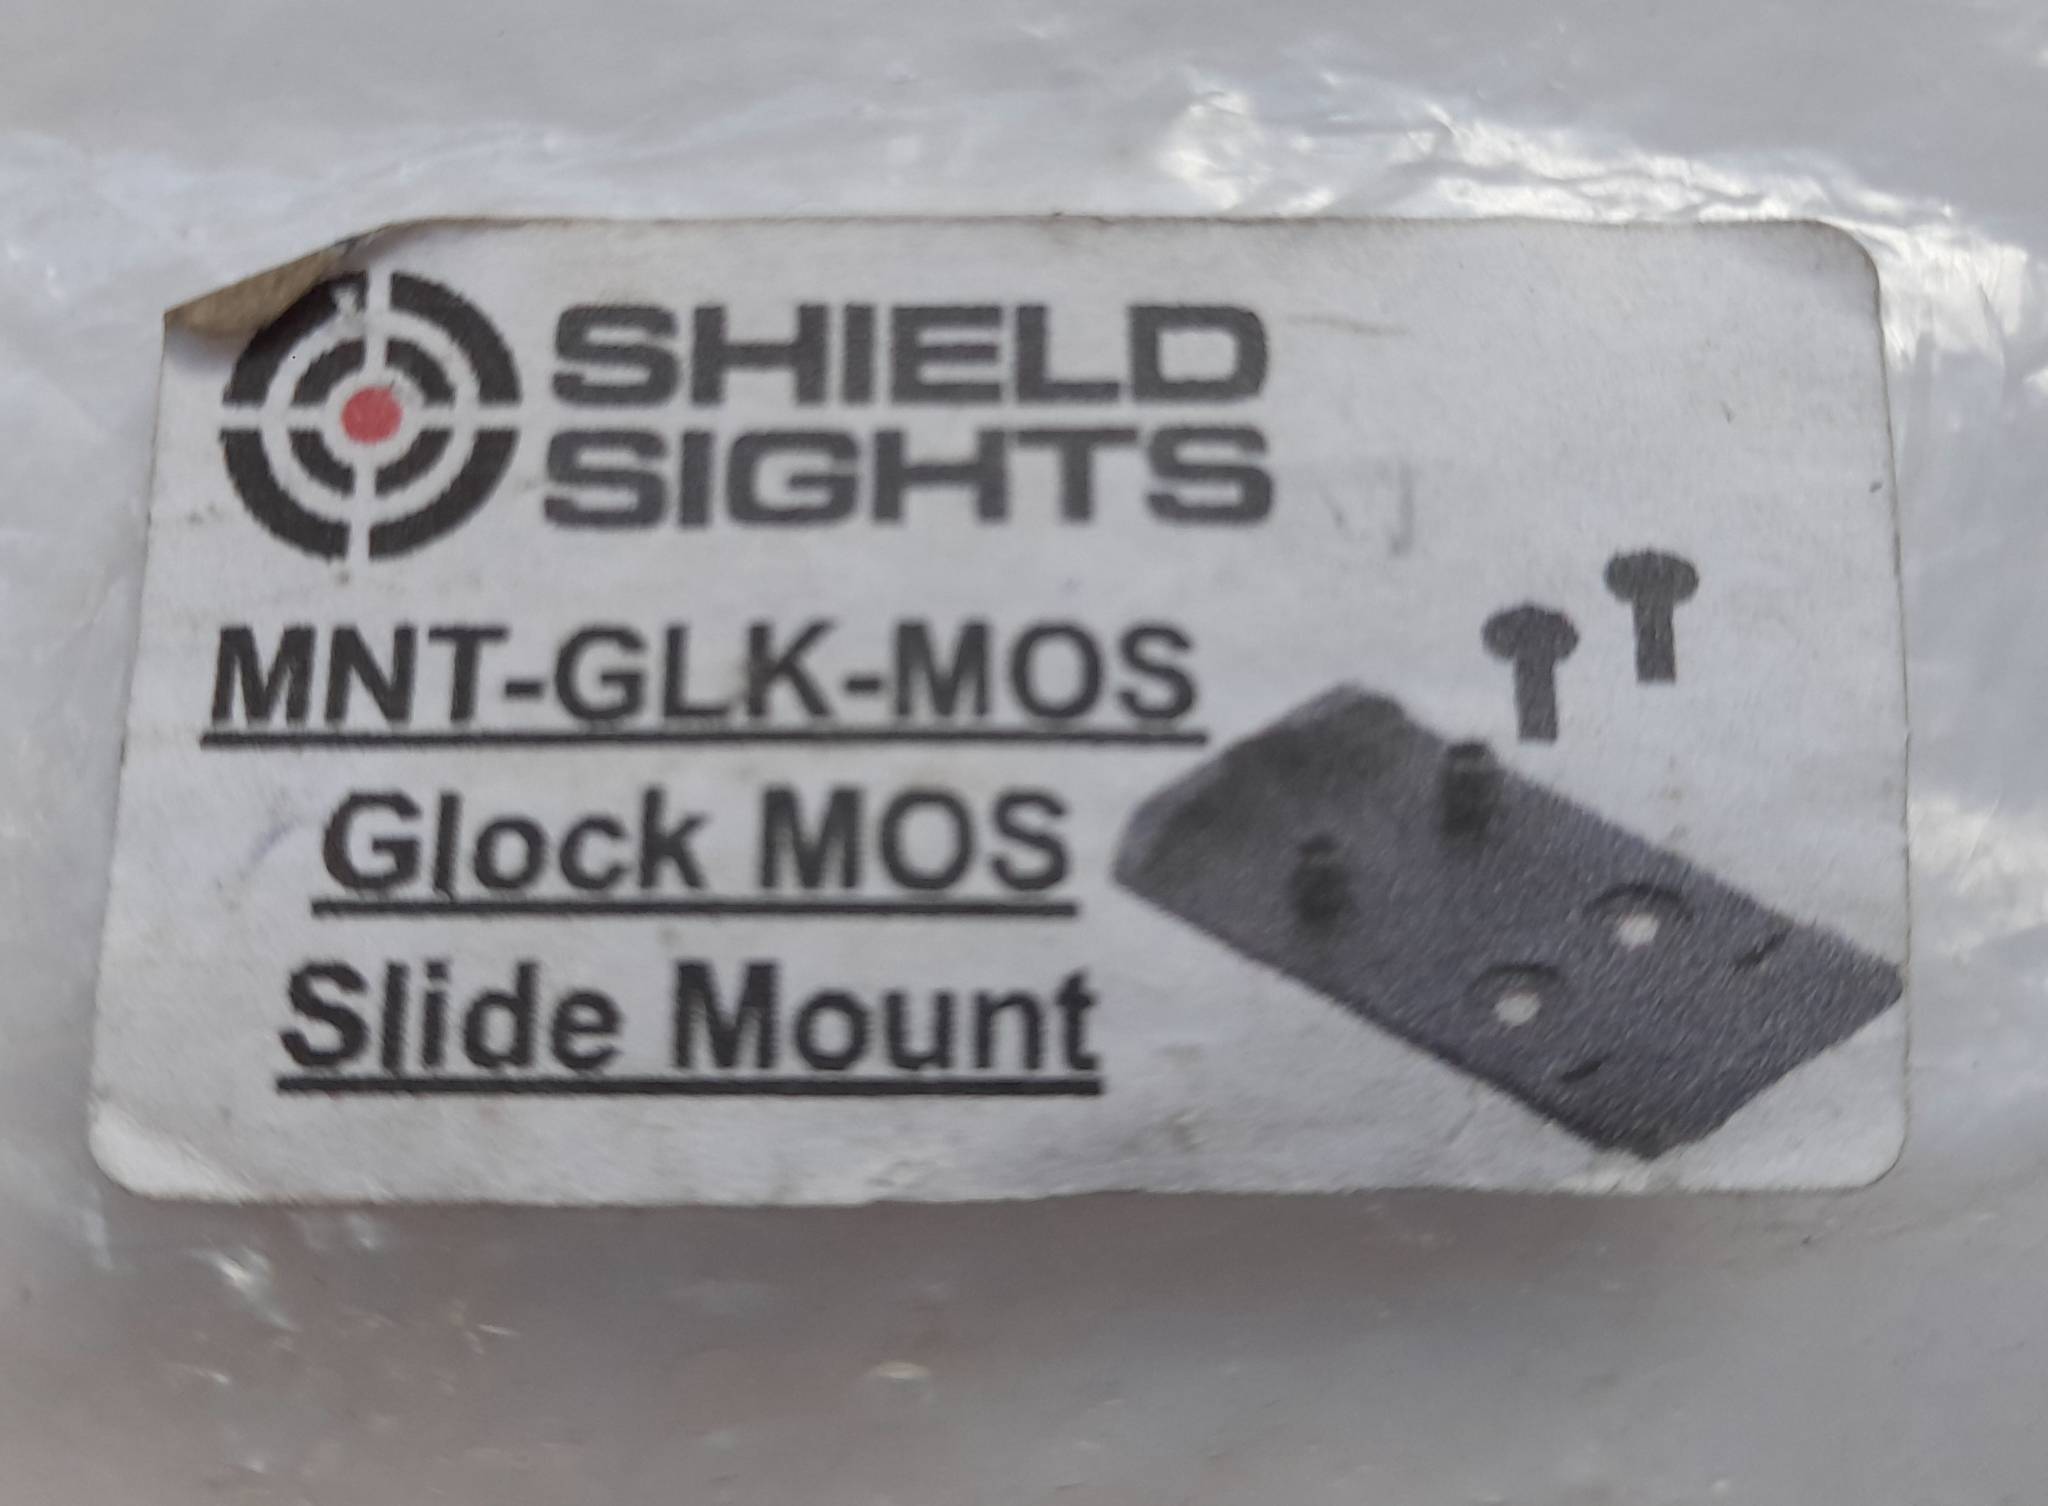 SHIELD
SIGHTS
MNT-GLK-MOS
Glock MOS
Slide Mount